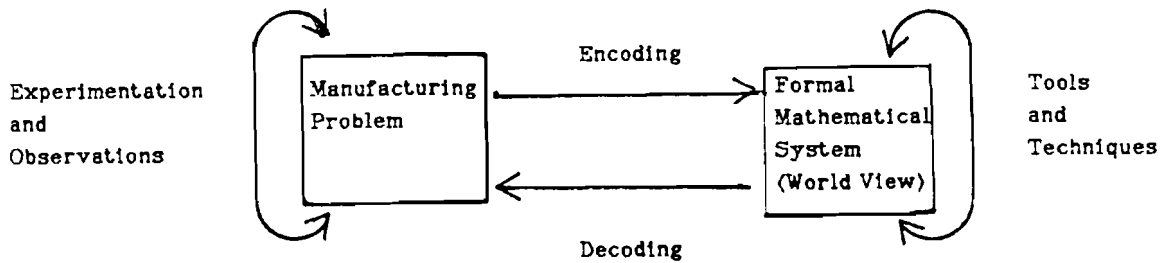 Experimentation
and
Observations
Manufacturing
Problem
Encoding
Decoding
Formal
Mathematical
System
(World View)
Tools
and
Techniques